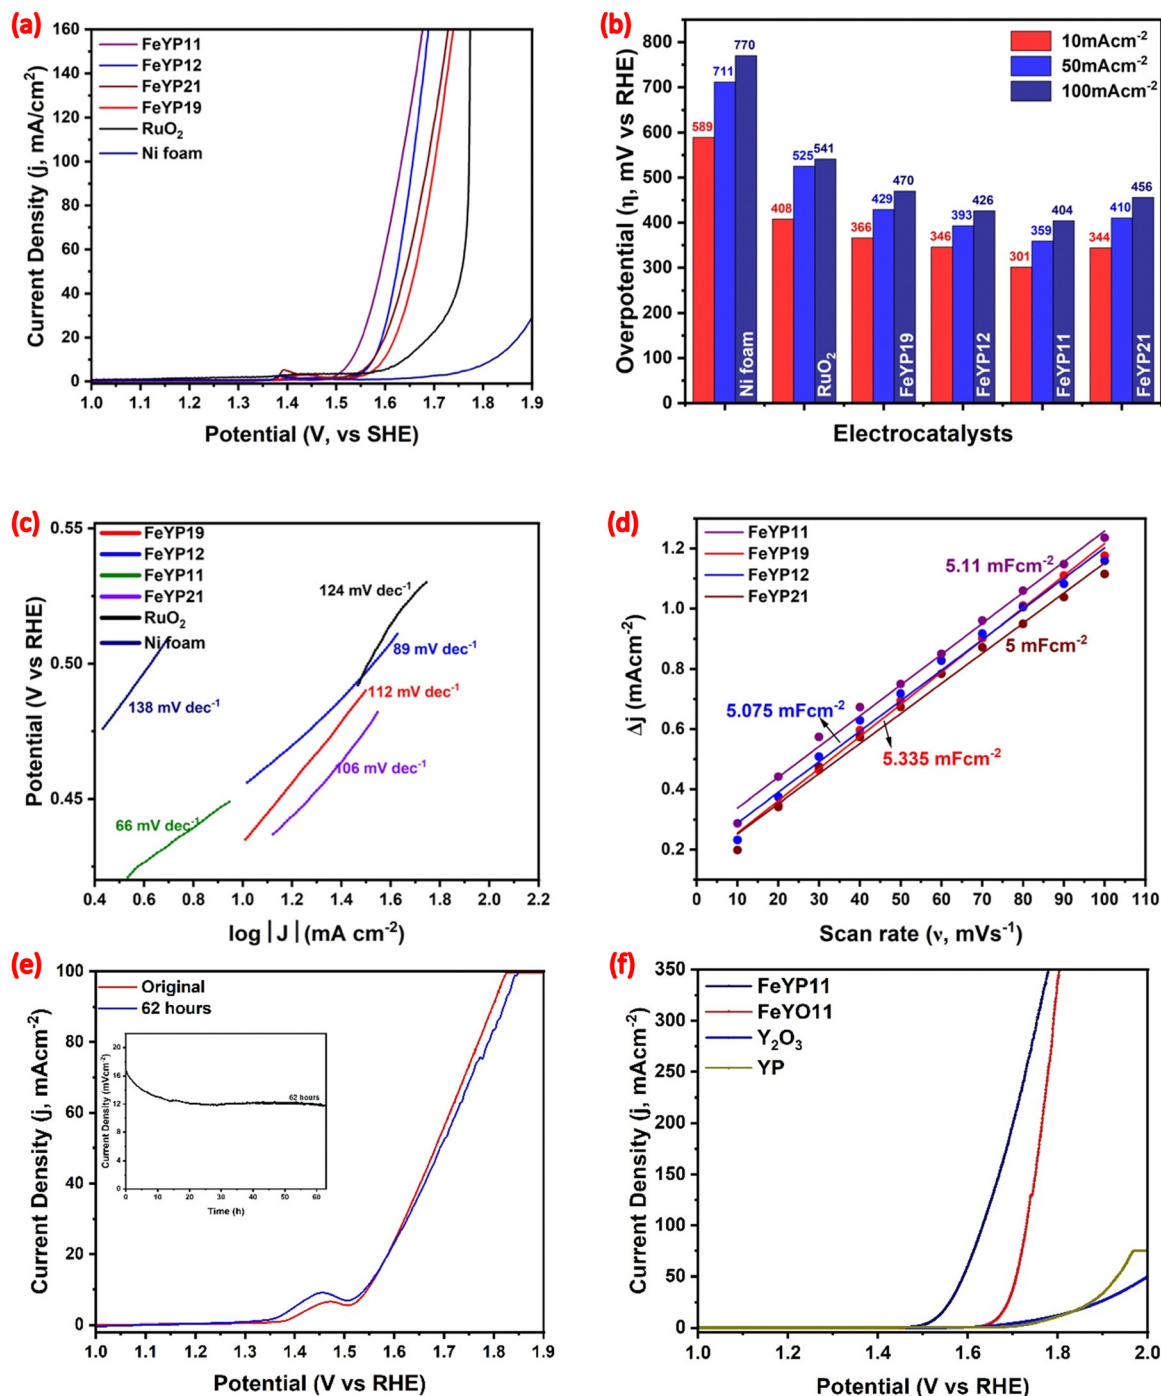 (a)
FeYP11
FeYP12
FeYP21
FeYP19
RuO₂
Ni foam
160
140
120
100
80
60
40
20
0
1.0 1.1 1.2 1.3 1.4 1.5 1.6 1.7 1.8 1.9
Current Density (j, mA/cm²)
Potential (V, vs SHE)
(b)
10mAcm⁻²
50mAcm⁻²
100mAcm⁻²
800
700
600
500
400
300
200
100
0
589 711 770
408 525 541
366 429 470
346 393 426
301 359 404
344 410 456
Ni foam
RuO₂
FeYP19
FeYP12
FeYP11
FeYP21
Overpotential (η, mV vs RHE)
Electrocatalysts
(c)
FeYP19
FeYP12
FeYP11
FeYP21
RuO₂
Ni foam
0.55
0.50
0.45
124 mV dec⁻¹
89 mV dec⁻¹
112 mV dec⁻¹
138 mV dec⁻¹
106 mV dec⁻¹
66 mV dec⁻¹
0.4 0.6 0.8 1.0 1.2 1.4 1.6 1.8 2.0 2.2
Potential (V vs RHE)
log |J| (mA cm⁻²)
(d)
FeYP11
FeYP19
FeYP12
FeYP21
1.2
1.0
0.8
0.6
0.4
0.2
5.11 mFcm⁻²
5 mFcm⁻²
5.075 mFcm⁻²
5.335 mFcm⁻²
0 10 20 30 40 50 60 70 80 90 100 110
Δj (mAcm⁻²)
Scan rate (ν, mVs⁻¹)
(e)
Original
62 hours
100
80
60
40
20
0
20
16
12
8
4
0
62 hours
0 10 20 30 40 50 60
Current Density (mVcm⁻²)
Time (h)
1.0 1.1 1.2 1.3 1.4 1.5 1.6 1.7 1.8 1.9
Current Density (j, mAcm⁻²)
Potential (V vs RHE)
(f)
FeYP11
FeYO11
Y₂O₃
YP
350
300
250
200
150
100
50
0
1.0 1.2 1.4 1.6 1.8 2.0
Current Density (j, mAcm⁻²)
Potential (V vs RHE)